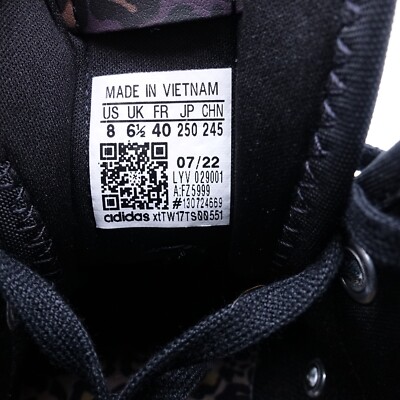 MADE IN VIETNAM
US UK FR JP CHN
8 6½ 40 250 245
07/22
LYV 029001
A:FZ5999
#130724669
adidas xtTW17TS00551